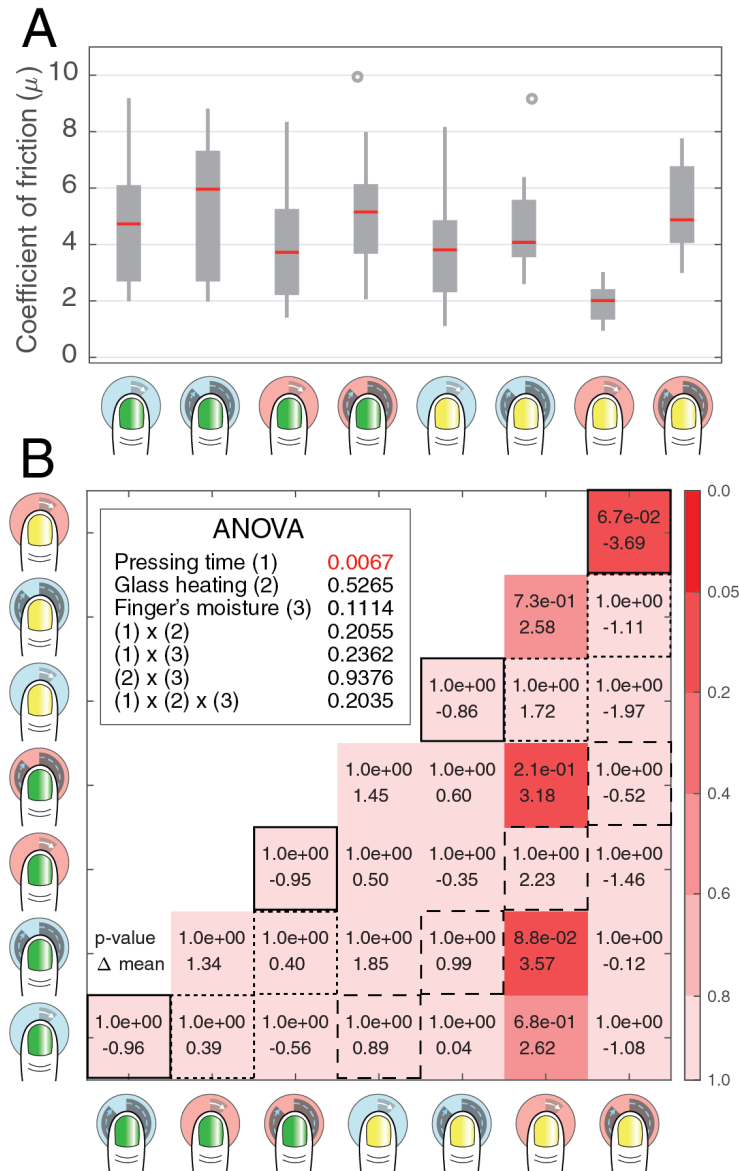 A
Coefficient of friction (μ)
10
8
6
4
2
0
B
ANOVA
Pressing time (1) 0.0067
Glass heating (2) 0.5265
Finger's moisture (3) 0.1114
(1) x (2) 0.2055
(1) x (3) 0.2362
(2) x (3) 0.9376
(1) x (2) x (3) 0.2035
6.7e-02
-3.69
7.3e-01 1.0e+00
2.58 -1.11
1.0e+00 1.0e+00 1.0e+00
-0.86 1.72 -1.97
1.0e+00 1.0e+00 2.1e-01 1.0e+00
1.45 0.60 3.18 -0.52
1.0e+00 1.0e+00 1.0e+00 1.0e+00 1.0e+00
-0.95 0.50 -0.35 2.23 -1.46
p-value 1.0e+00 1.0e+00 1.0e+00 1.0e+00 8.8e-02 1.0e+00
Δ mean 1.34 0.40 1.85 0.99 3.57 -0.12
1.0e+00 1.0e+00 1.0e+00 1.0e+00 1.0e+00 6.8e-01 1.0e+00
-0.96 0.39 -0.56 0.89 0.04 2.62 -1.08
0.0
0.05
0.2
0.4
0.6
0.8
1.0